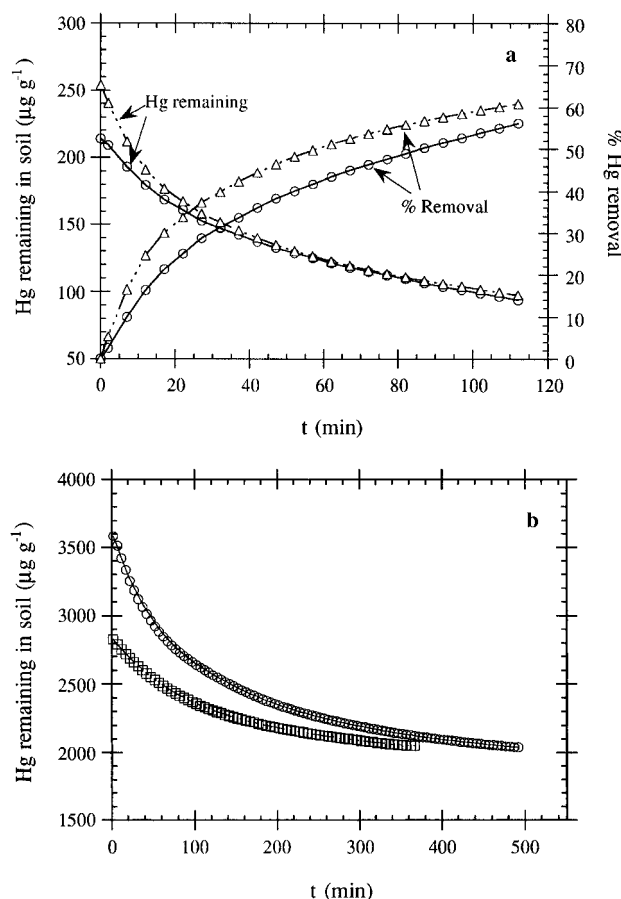 300
250
200
150
100
50
Hg remaining in soil (µg g⁻¹)
a
Hg remaining
% Removal
80
70
60
50
40
30
20
10
0
% Hg removal
0 20 40 60 80 100 120
t (min)
4000
3500
3000
2500
2000
1500
Hg remaining in soil (µg g⁻¹)
b
0 100 200 300 400 500
t (min)